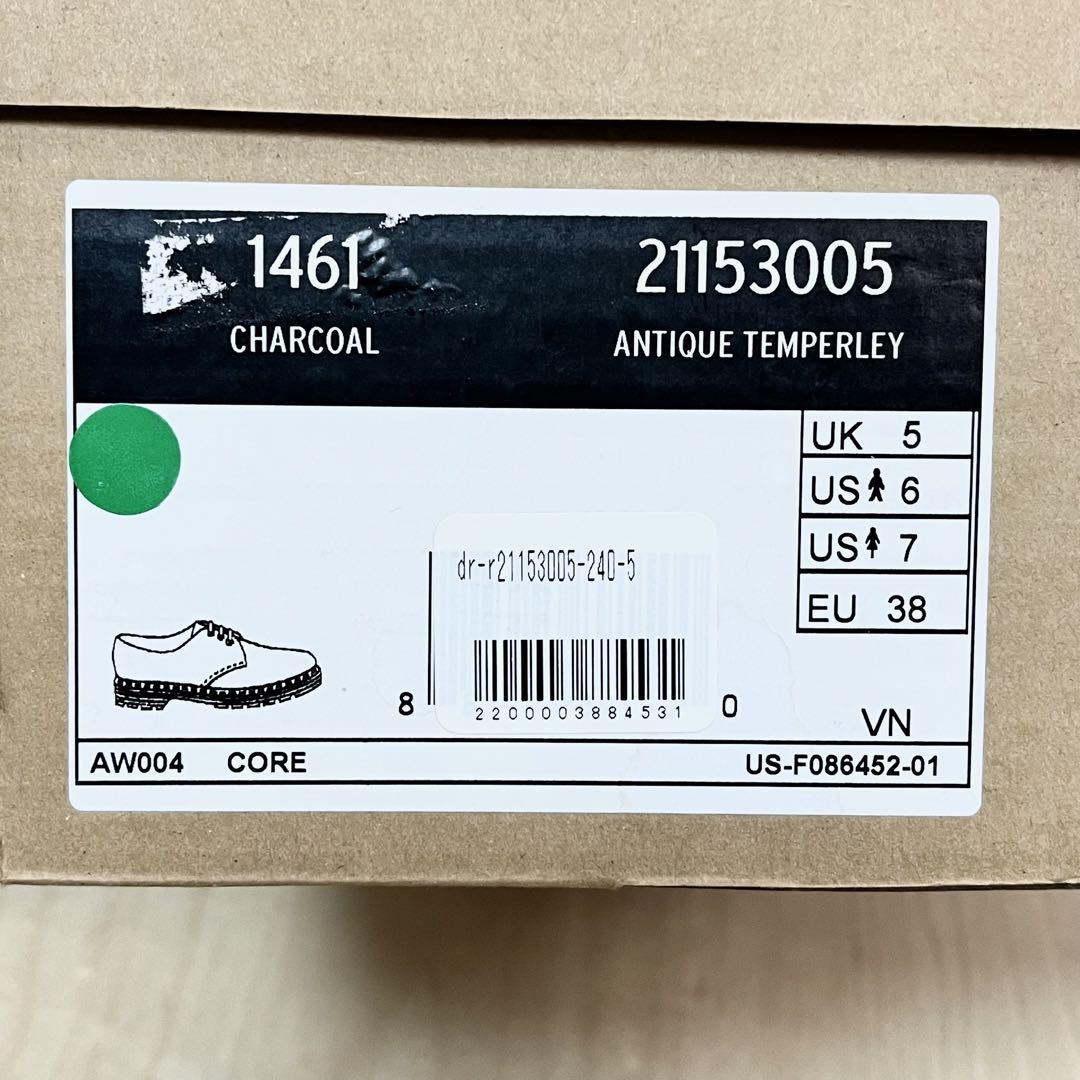 1461 21153005
CHARCOAL ANTIQUE TEMPERLEY
UK 5
US 6
US 7
EU 38
dr-r21153005-240-5
8 2200003884531 0
VN
AW004 CORE US-F086452-01